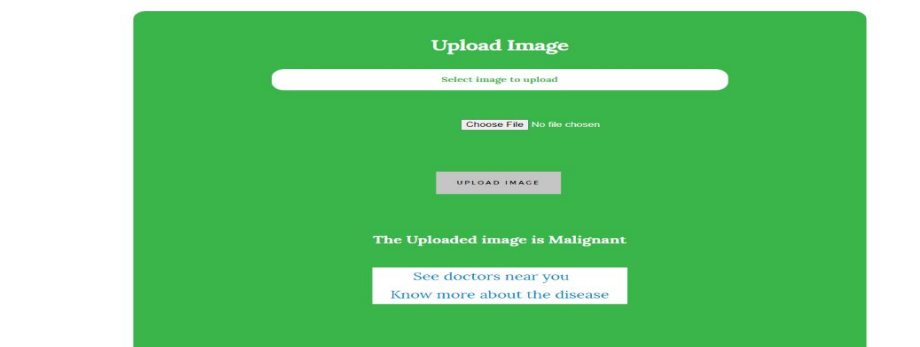 Upload Image
Select image to upload
Choose File No file chosen
UPLOAD IMAGE
The Uploaded image is Malignant
See doctors near you
Know more about the disease